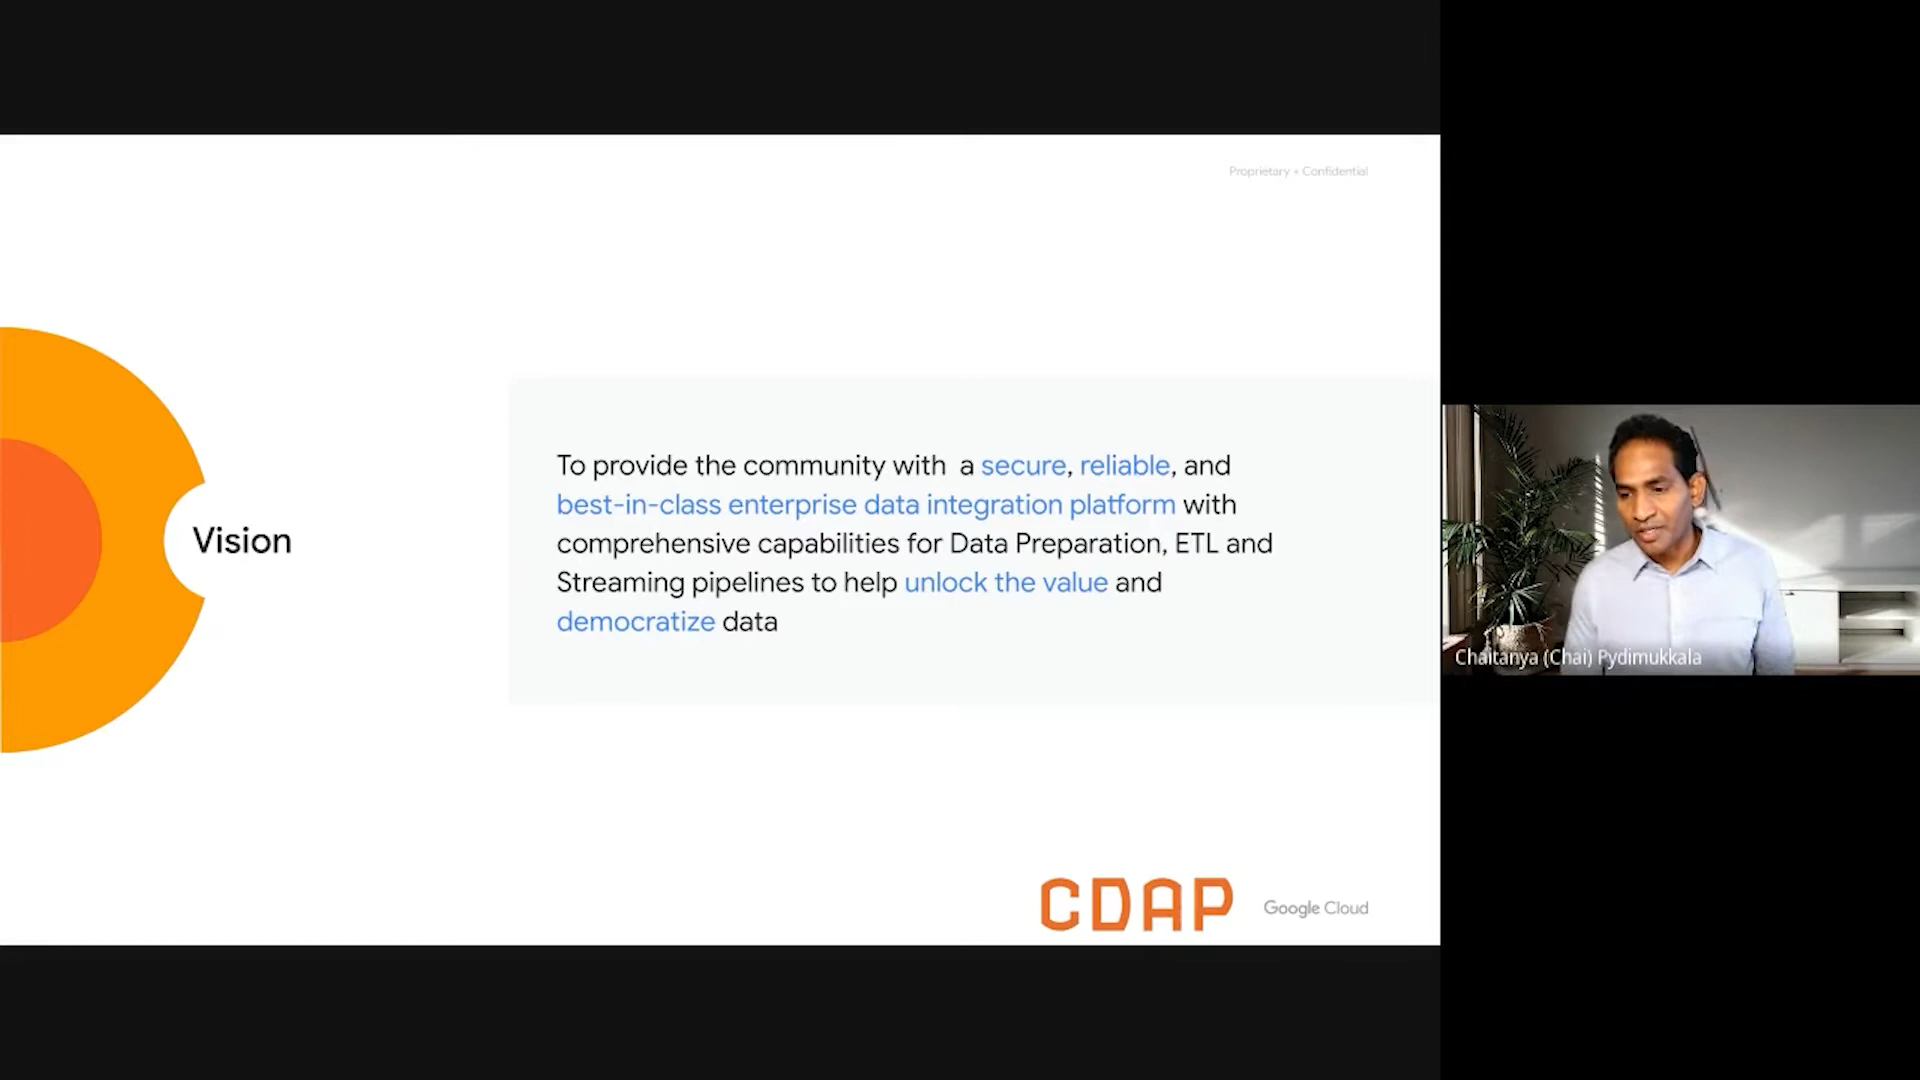 Proprietary + Confidential
Vision
To provide the community with a secure, reliable, and
best-in-class enterprise data integration platform with
comprehensive capabilities for Data Preparation, ETL and
Streaming pipelines to help unlock the value and
democratize data
CDAP
Google Cloud
Chaitanya (Chai) Pydimukkala